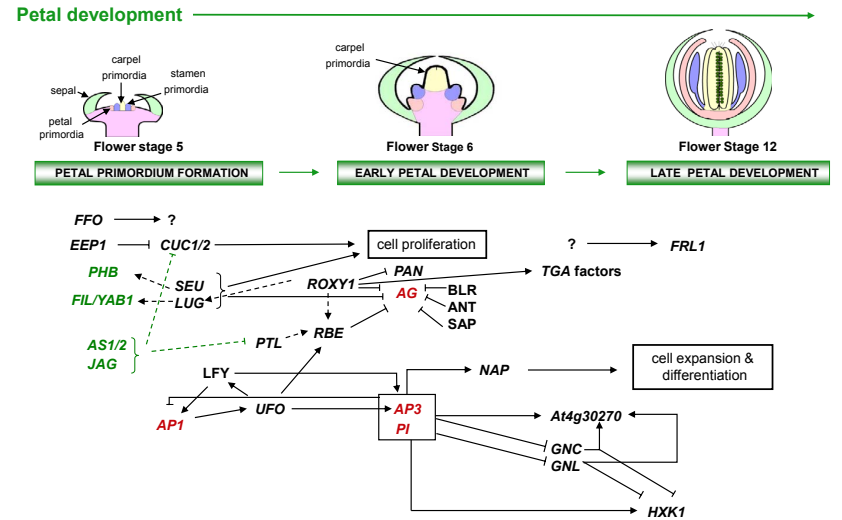 Petal development
carpel
primordia
sepal
stamen
primordia
petal
primordia
Flower stage 5
carpel
primordia
Flower Stage 6
Flower Stage 12
PETAL PRIMORDIUM FORMATION
EARLY PETAL DEVELOPMENT
LATE PETAL DEVELOPMENT
FFO
?
EEP1
CUC1/2
cell proliferation
?
FRL1
PHB
SEU
ROXY1
PAN
TGA factors
FIL/YAB1
LUG
AG
BLR
ANT
SAP
AS1/2
JAG
PTL
RBE
LFY
NAP
cell expansion &
differentiation
AP1
UFO
AP3
PI
At4g30270
GNC
GNL
HXK1